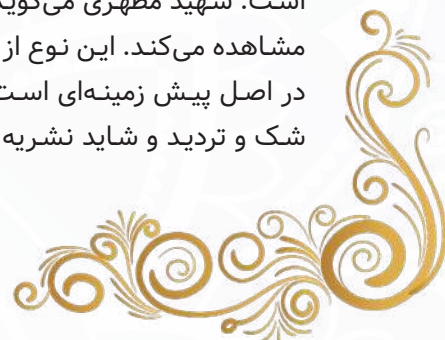 است. شهید مطهری می‌گوید
مشاهده می‌کند. این نوع از
در اصل پیش زمینه‌ای است
شک و تردید و شاید نشریه